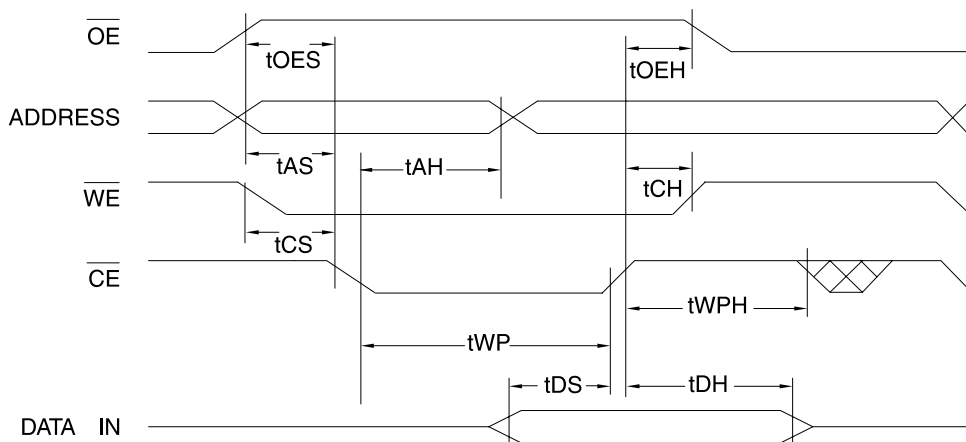 OE
tOES
tOEH
ADDRESS
tAS
tAH
WE
tCH
tCS
CE
tWPH
tWP
tDS
tDH
DATA IN